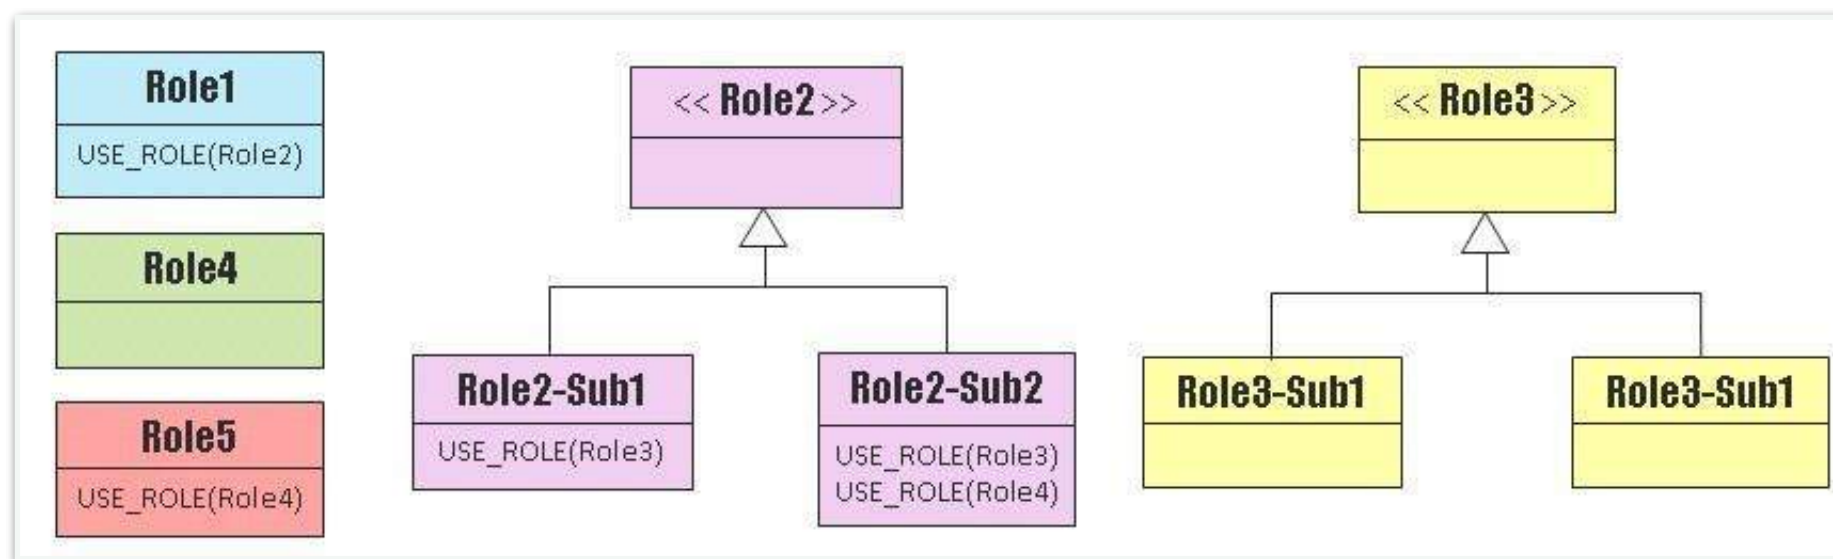 Role1
USE_ROLE(Role2)
Role4
Role5
USE_ROLE(Role4)
<< Role2 >>
Role2-Sub1
USE_ROLE(Role3)
Role2-Sub2
USE_ROLE(Role3)
USE_ROLE(Role4)
<< Role3 >>
Role3-Sub1
Role3-Sub1